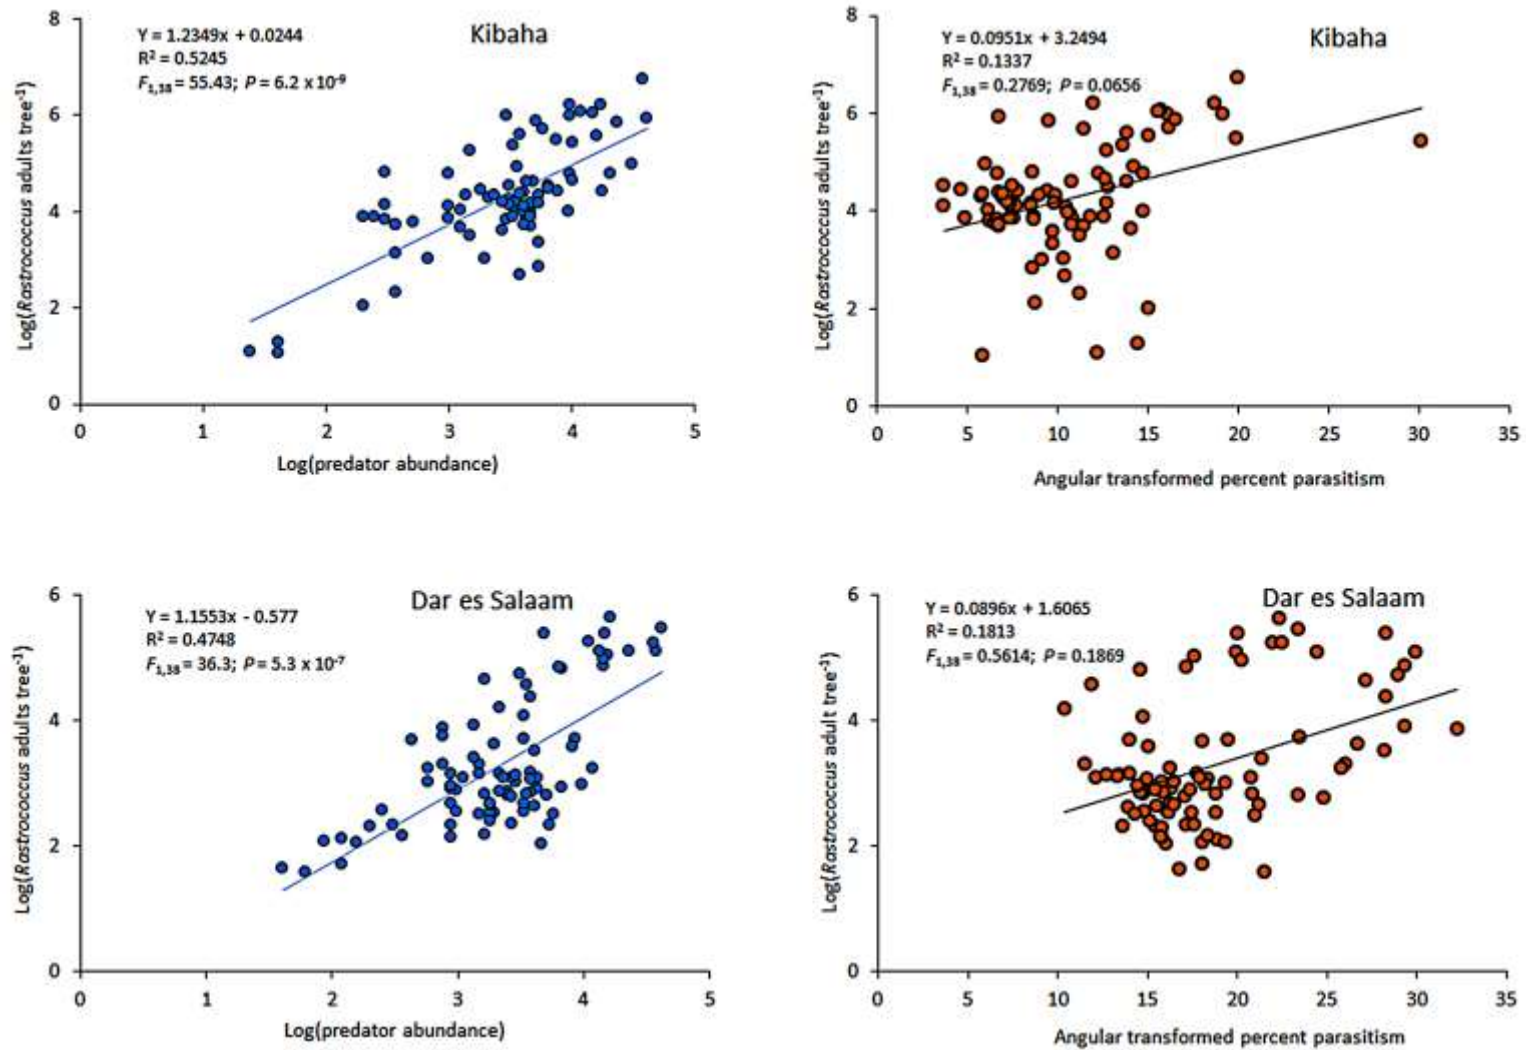 8
6
4
2
0
Log(Rastrococcus adults tree⁻¹)
Y = 1.2349x + 0.0244
R² = 0.5245
F₁,₃₈ = 55.43; P = 6.2 x 10⁻⁹
Kibaha
0 1 2 3 4 5
Log(predator abundance)
8
6
4
2
0
Log(Rastrococcus adults tree⁻¹)
Y = 0.0951x + 3.2494
R² = 0.1337
F₁,₃₈ = 0.2769; P = 0.0656
Kibaha
0 5 10 15 20 25 30 35
Angular transformed percent parasitism
6
4
2
0
Log(Rastrococcus adults tree⁻¹)
Y = 1.1553x - 0.577
R² = 0.4748
F₁,₃₈ = 36.3; P = 5.3 x 10⁻⁷
Dar es Salaam
0 1 2 3 4 5
Log(predator abundance)
6
4
2
0
Log(Rastrococcus adult tree⁻¹)
Y = 0.0896x + 1.6065
R² = 0.1813
F₁,₃₈ = 0.5614; P = 0.1869
Dar es Salaam
0 5 10 15 20 25 30 35
Angular transformed percent parasitism